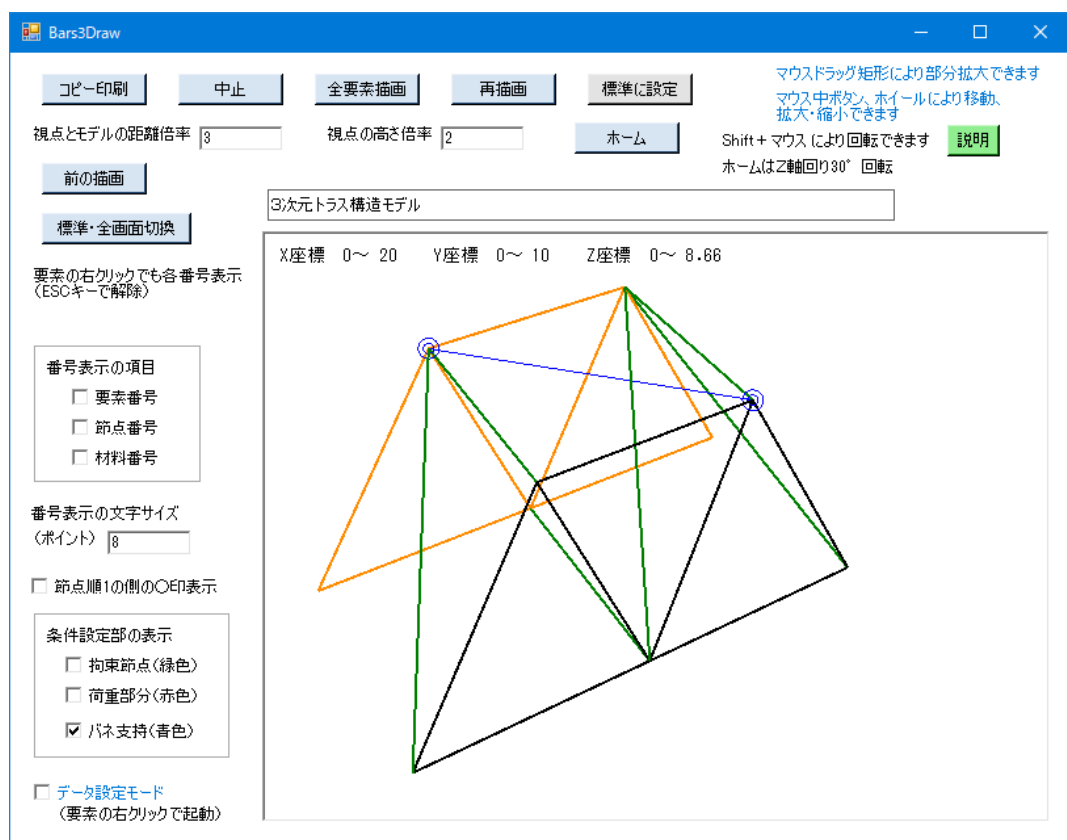 Bars3Draw
コピー印刷
中止
全要素描画
再描画
標準に設定
マウスドラッグ矩形により部分拡大できます
マウス中ボタン、ホイールにより移動、
拡大・縮小できます
視点とモデルの距離倍率 3
視点の高さ倍率 2
ホーム
Shift+マウスにより回転できます
説明
ホームはZ軸回り30°回転
前の描画
3次元トラス構造モデル
標準・全画面切換
X座標 0～ 20 Y座標 0～ 10 Z座標 0～ 8.66
要素の右クリックでも各番号表示
(ESCキーで解除)
番号表示の項目
要素番号
節点番号
材料番号
番号表示の文字サイズ
(ポイント) 8
節点順1の側の〇印表示
条件設定部の表示
拘束節点(緑色)
荷重部分(赤色)
バネ支持(青色)
データ設定モード
(要素の右クリックで起動)